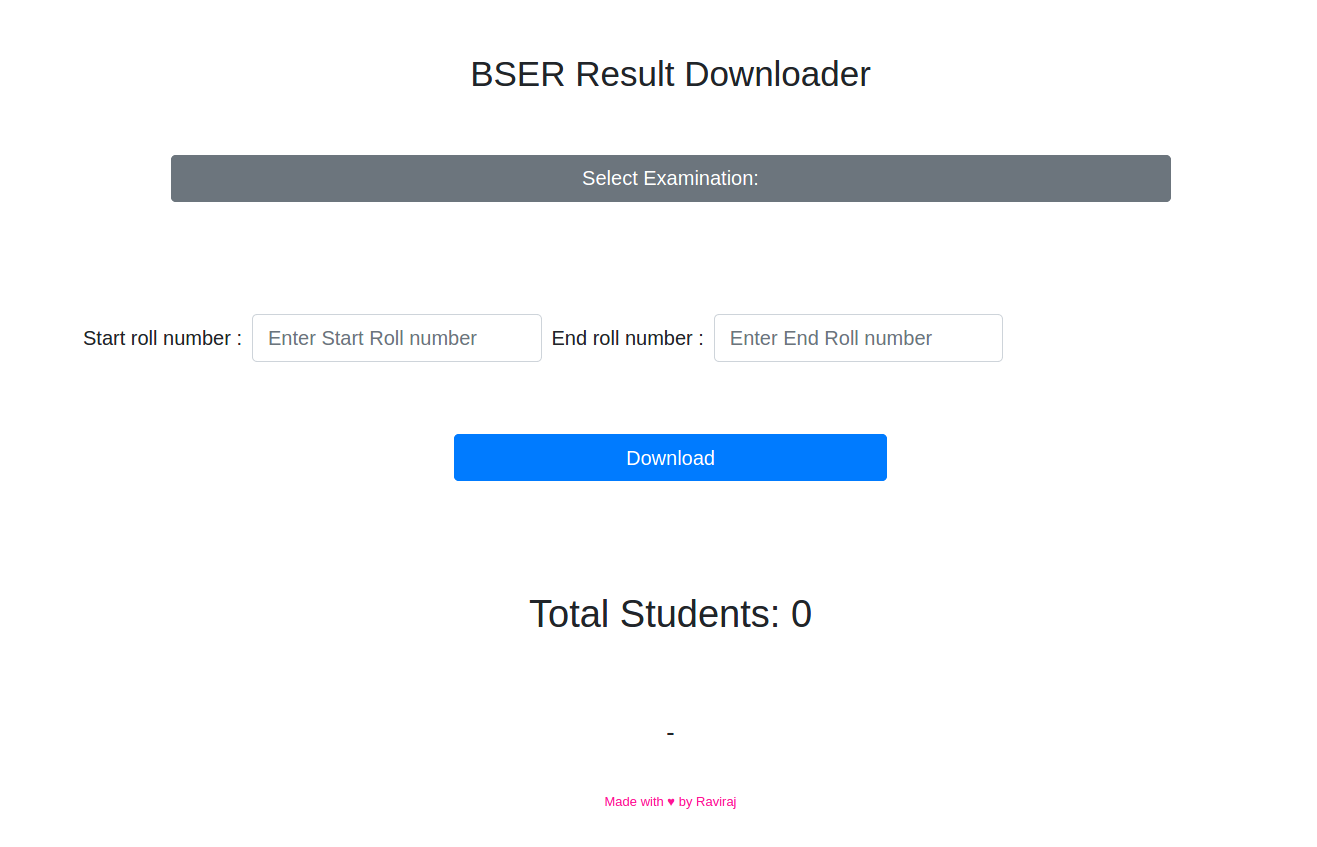 BSER Result Downloader
Select Examination:
Start roll number : Enter Start Roll number End roll number : Enter End Roll number
Download
Total Students: 0
-
Made with ♥ by Raviraj